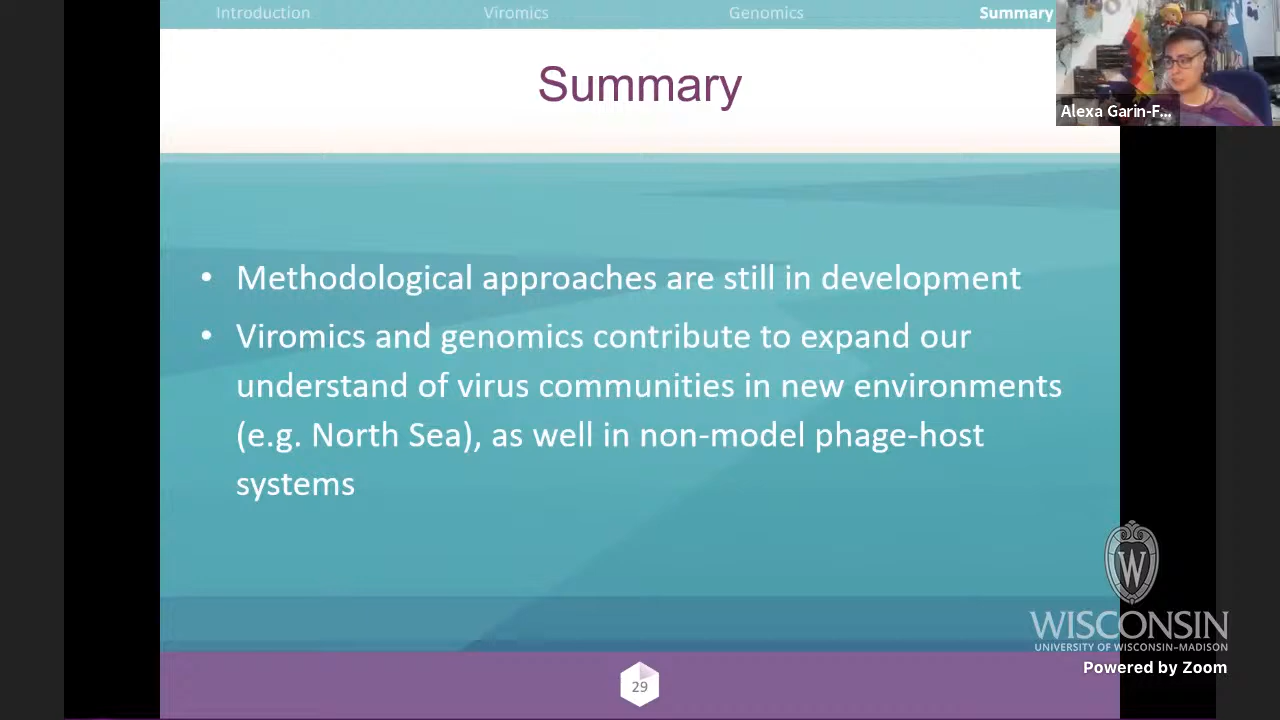 Introduction
Viromics
Genomics
Summary
Summary
Alexa Garin-F...
• Methodological approaches are still in development
• Viromics and genomics contribute to expand our
understand of virus communities in new environments
(e.g. North Sea), as well in non-model phage-host
systems
W
WISCONSIN
UNIVERSITY OF WISCONSIN–MADISON
Powered by Zoom
29